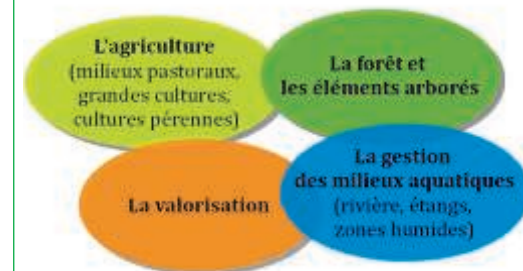 L'agriculture
(milieux pastoraux,
grandes cultures,
cultures pérennes)
La forêt et
les éléments arborés
La valorisation
La gestion
des milieux aquatiques
(rivière, étangs,
zones humides)